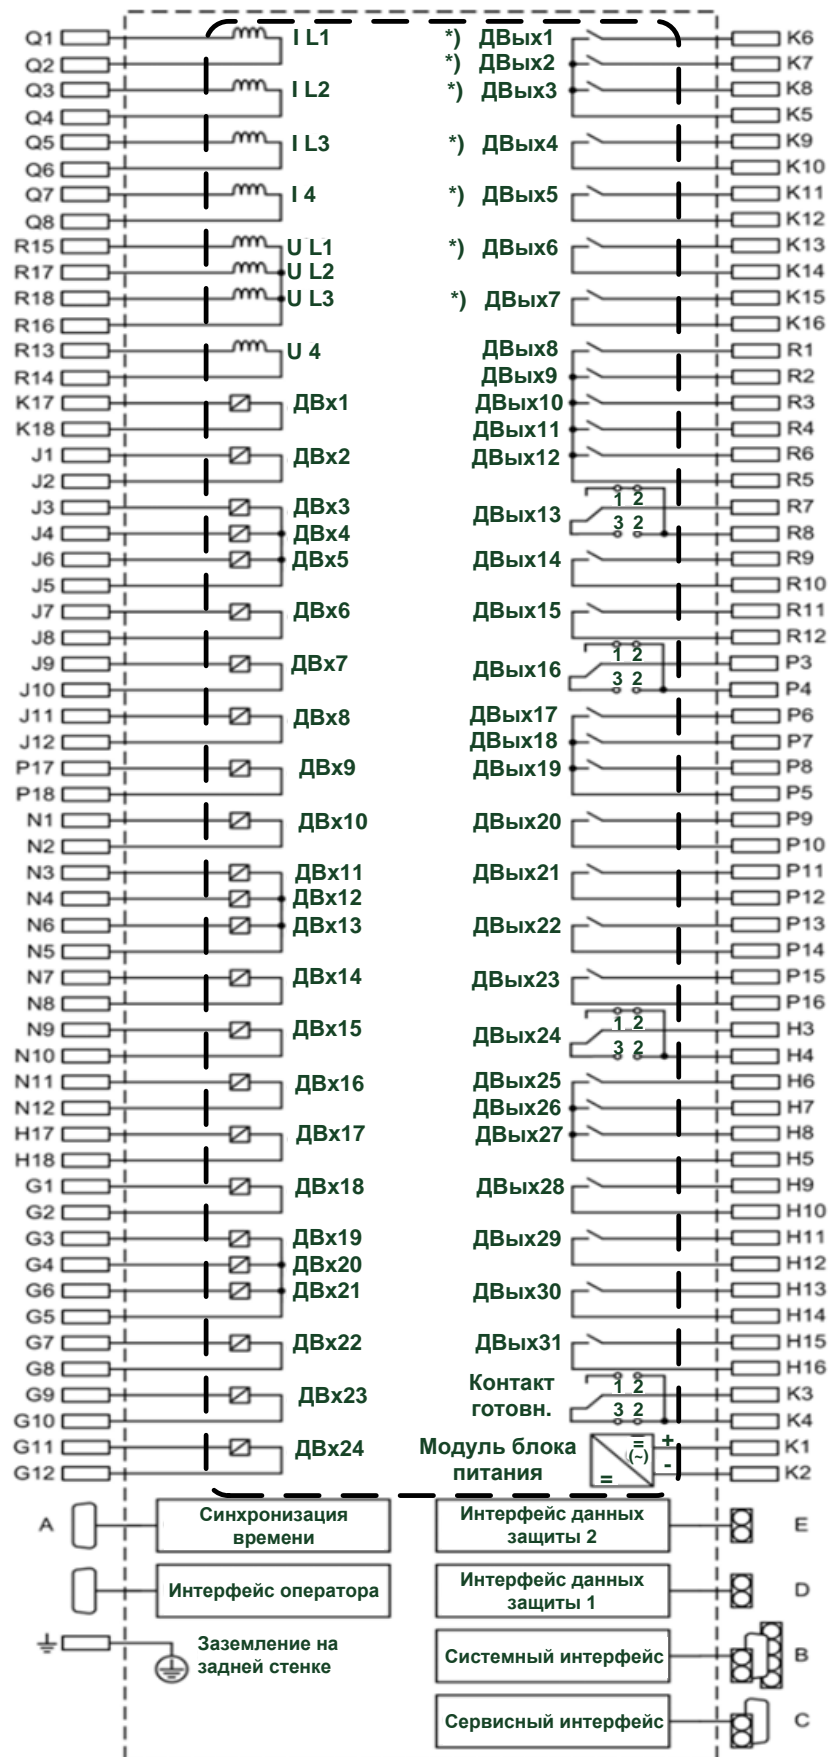 Q1 I L1 *) ДВых1 K6
Q2 *) ДВых2 K7
Q3 I L2 *) ДВых3 K8
Q4 K5
Q5 I L3 *) ДВых4 K9
Q6 K10
Q7 I 4 *) ДВых5 K11
Q8 K12
R15 U L1 *) ДВых6 K13
R17 U L2 K14
R18 U L3 *) ДВых7 K15
R16 K16
R13 U 4 ДВых8 R1
R14 ДВых9 R2
K17 ДВх1 ДВых10 R3
K18 ДВых11 R4
J1 ДВх2 ДВых12 R6
J2 R5
J3 ДВх3 ДВых13 1 2 R7
J4 ДВх4 3 2 R8
J6 ДВх5 ДВых14 R9
J5 R10
J7 ДВх6 ДВых15 R11
J8 R12
J9 ДВх7 ДВых16 1 2 P3
J10 3 2 P4
J11 ДВх8 ДВых17 P6
J12 ДВых18 P7
P17 ДВх9 ДВых19 P8
P18 P5
N1 ДВх10 ДВых20 P9
N2 P10
N3 ДВх11 ДВых21 P11
N4 ДВх12 P12
N6 ДВх13 ДВых22 P13
N5 P14
N7 ДВх14 ДВых23 P15
N8 P16
N9 ДВх15 ДВых24 1 2 H3
N10 3 2 H4
N11 ДВх16 ДВых25 H6
N12 ДВых26 H7
H17 ДВх17 ДВых27 H8
H18 H5
G1 ДВх18 ДВых28 H9
G2 H10
G3 ДВх19 ДВых29 H11
G4 ДВх20 H12
G6 ДВх21 ДВых30 H13
G5 H14
G7 ДВх22 ДВых31 H15
G8 H16
G9 ДВх23 Контакт 1 2 K3
G10 готовн. 3 2 K4
G11 ДВх24 Модуль блока = (~) + K1
G12 питания = - K2
A Синхронизация
времени
Интерфейс данных
защиты 2 E
Интерфейс оператора
Интерфейс данных
защиты 1 D
Заземление на
задней стенке
Системный интерфейс B
Сервисный интерфейс C